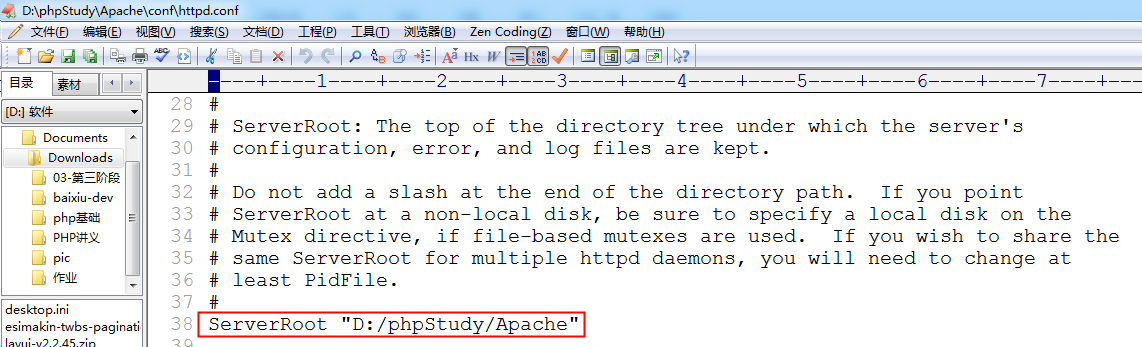 D:\phpStudy\Apache\conf\httpd.conf
文件(F) 编辑(E) 视图(V) 搜索(S) 文档(D) 工程(P) 工具(T) 浏览器(B) Zen Coding(Z) 窗口(W) 帮助(H)
目录 素材
[D:] 软件
Documents
Downloads
03-第三阶段
baixiu-dev
php基础
PHP讲义
pic
作业
desktop.ini
esimakin-twbs-paginati
layui-v2.2.45.zip
----+----1----+----2----+----3----+----4----+----5----+----6----+----7----+--
28 #
29 # ServerRoot: The top of the directory tree under which the server's
30 # configuration, error, and log files are kept.
31 #
32 # Do not add a slash at the end of the directory path.  If you point
33 # ServerRoot at a non-local disk, be sure to specify a local disk on the
34 # Mutex directive, if file-based mutexes are used.  If you wish to share the
35 # same ServerRoot for multiple httpd daemons, you will need to change at
36 # least PidFile.
37 #
38 ServerRoot "D:/phpStudy/Apache"
39